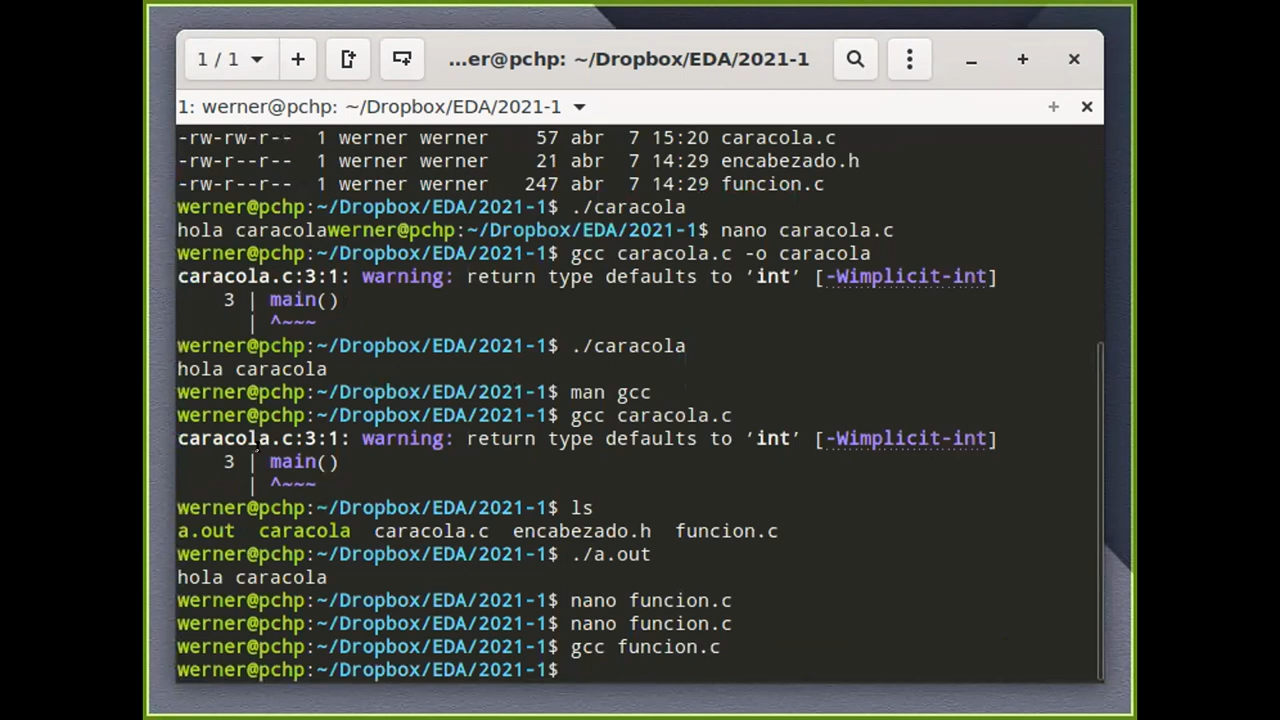 1 / 1
…er@pchp: ~/Dropbox/EDA/2021-1
1: werner@pchp: ~/Dropbox/EDA/2021-1
-rw-rw-r-- 1 werner werner 57 abr 7 15:20 caracola.c
-rw-r--r-- 1 werner werner 21 abr 7 14:29 encabezado.h
-rw-r--r-- 1 werner werner 247 abr 7 14:29 funcion.c
werner@pchp:~/Dropbox/EDA/2021-1$ ./caracola
hola caracolawerner@pchp:~/Dropbox/EDA/2021-1$ nano caracola.c
werner@pchp:~/Dropbox/EDA/2021-1$ gcc caracola.c -o caracola
caracola.c:3:1: warning: return type defaults to ‘int’ [-Wimplicit-int]
3 | main()
| ^~~~
werner@pchp:~/Dropbox/EDA/2021-1$ ./caracola
hola caracola
werner@pchp:~/Dropbox/EDA/2021-1$ man gcc
werner@pchp:~/Dropbox/EDA/2021-1$ gcc caracola.c
caracola.c:3:1: warning: return type defaults to ‘int’ [-Wimplicit-int]
3 | main()
| ^~~~
werner@pchp:~/Dropbox/EDA/2021-1$ ls
a.out caracola caracola.c encabezado.h funcion.c
werner@pchp:~/Dropbox/EDA/2021-1$ ./a.out
hola caracola
werner@pchp:~/Dropbox/EDA/2021-1$ nano funcion.c
werner@pchp:~/Dropbox/EDA/2021-1$ nano funcion.c
werner@pchp:~/Dropbox/EDA/2021-1$ gcc funcion.c
werner@pchp:~/Dropbox/EDA/2021-1$